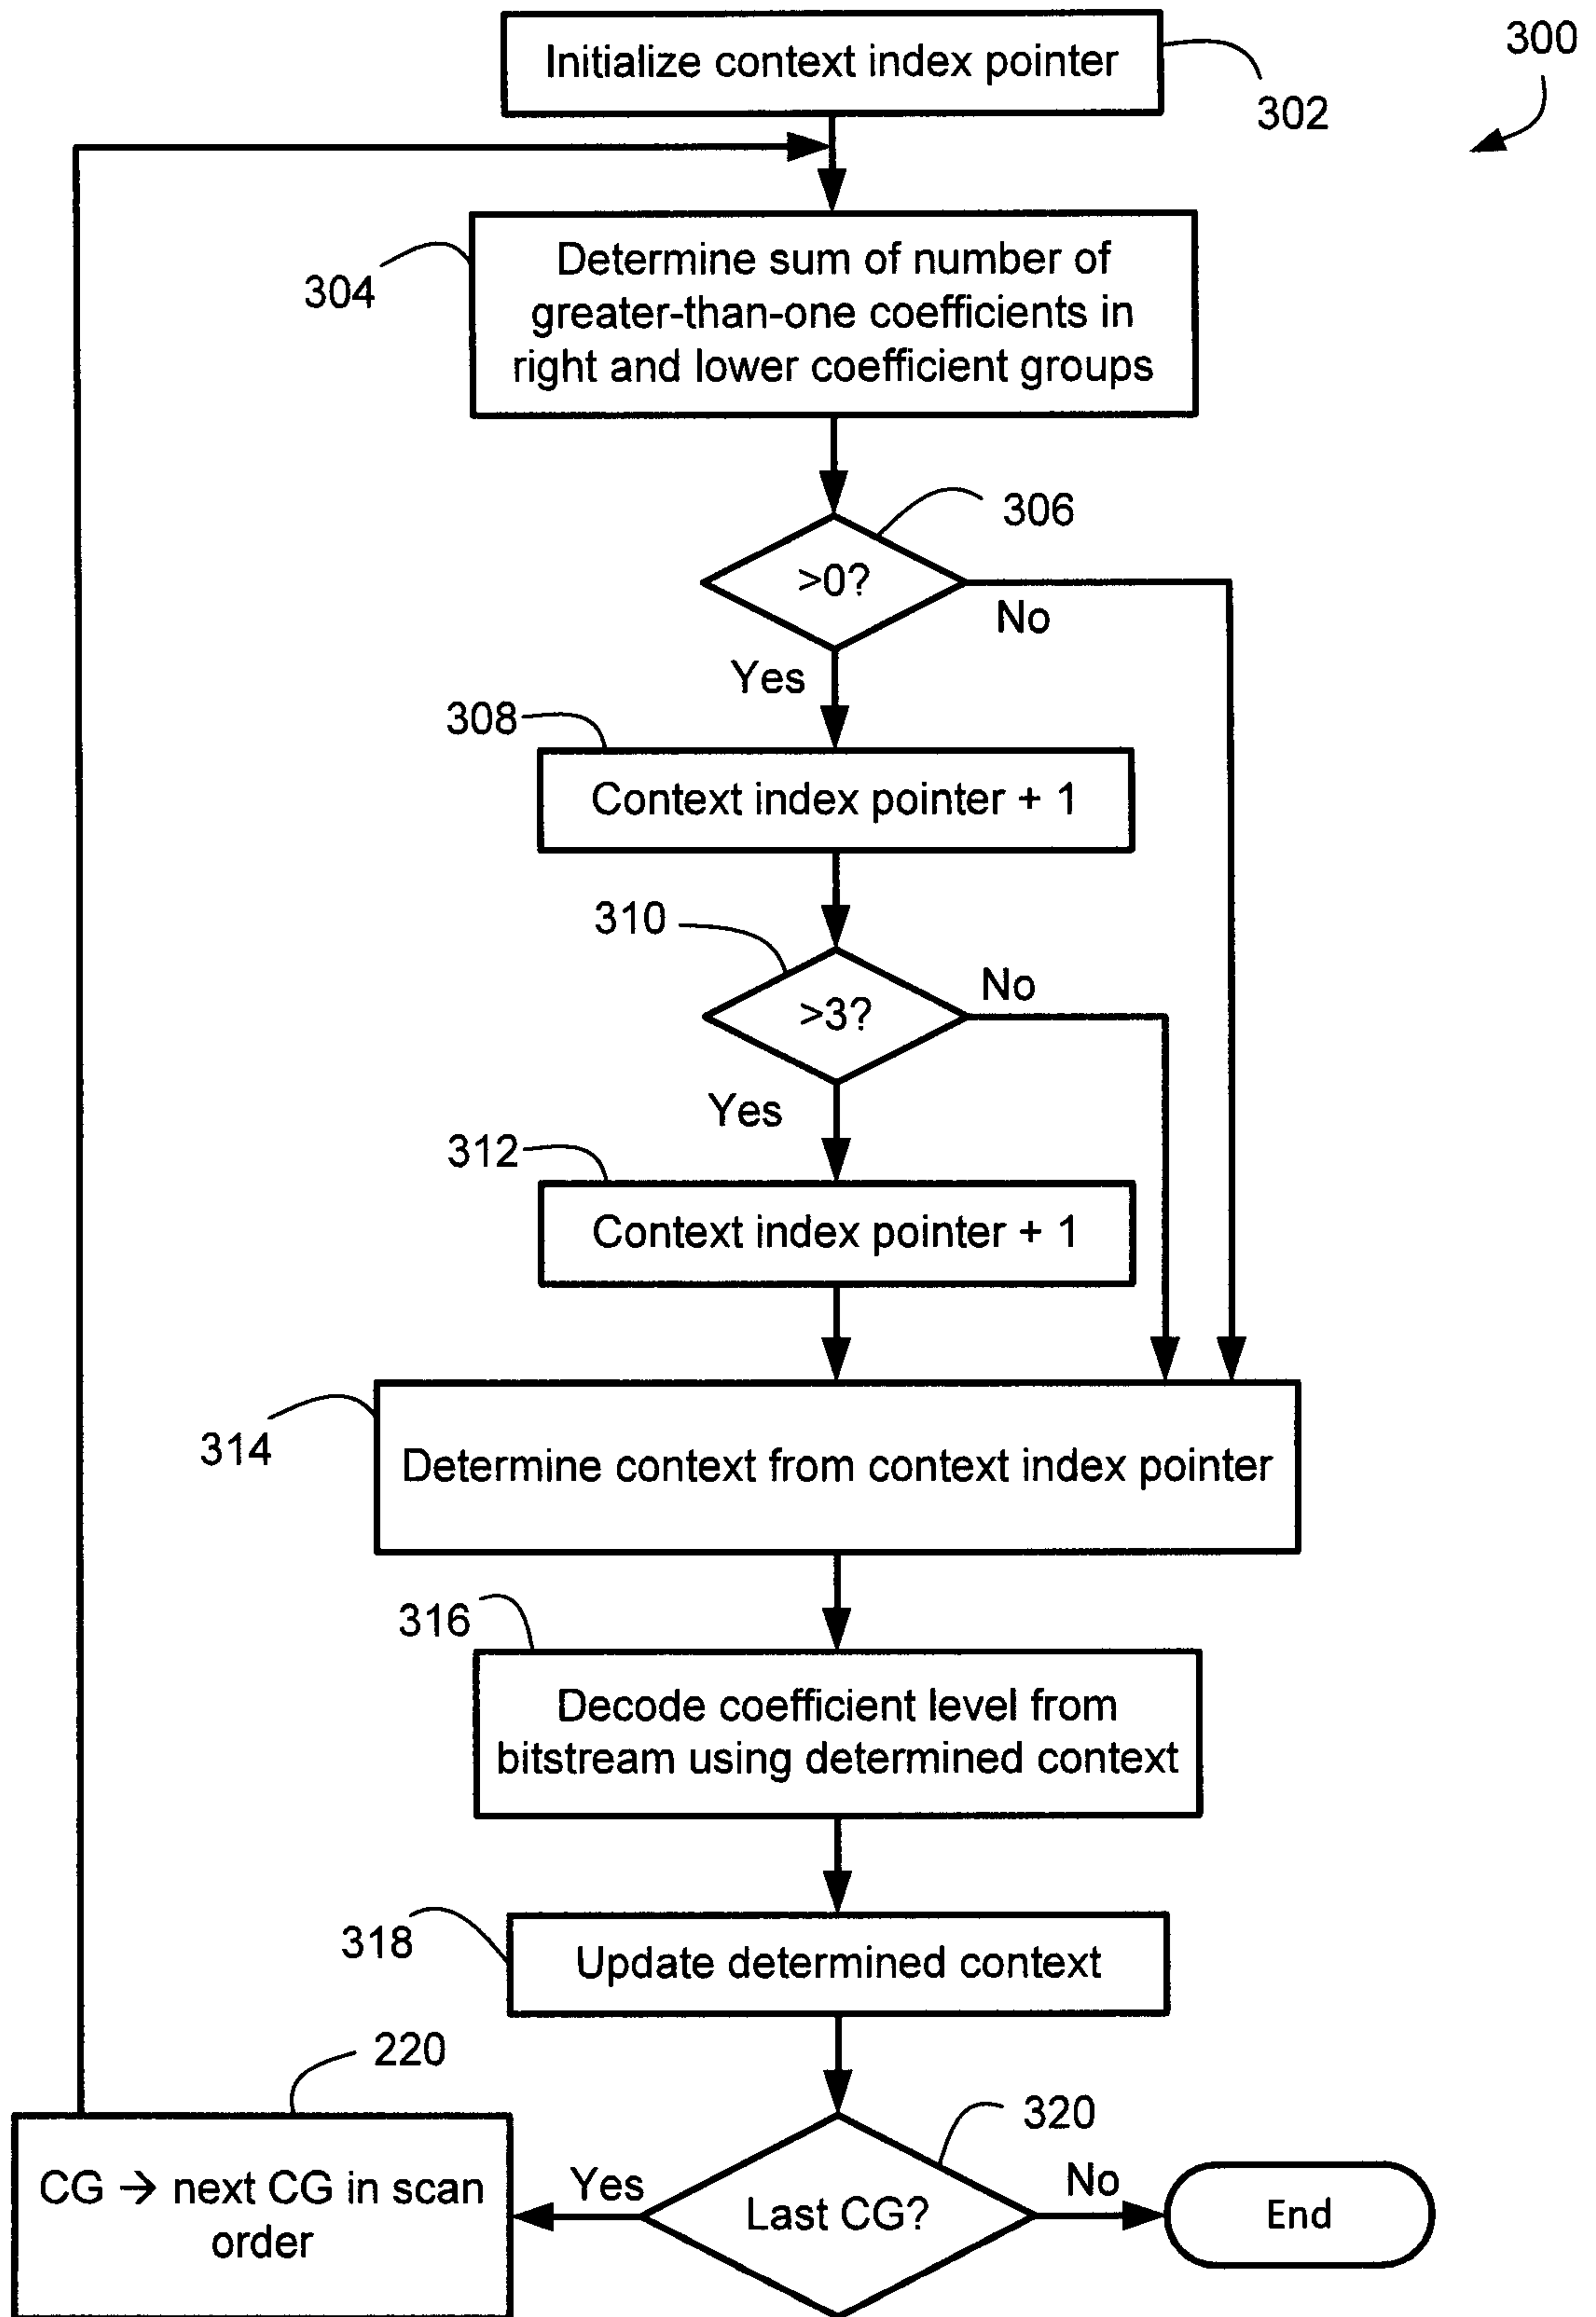 Initialize context index pointer
300
302
Determine sum of number of
greater-than-one coefficients in
right and lower coefficient groups
304
306
>0?
No
Yes
308
Context index pointer + 1
310
>3?
No
Yes
312
Context index pointer + 1
314
Determine context from context index pointer
316
Decode coefficient level from
bitstream using determined context
318
Update determined context
220
320
CG → next CG in scan
order
Yes
Last CG?
No
End